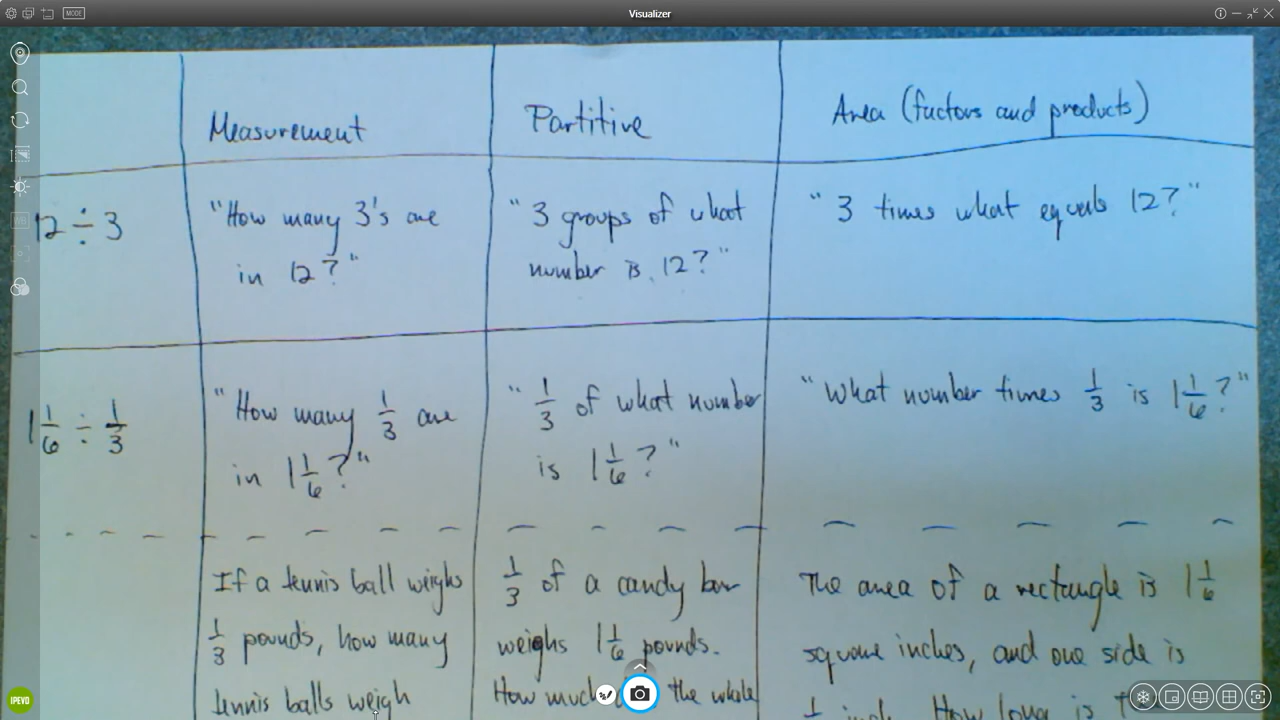 MODE
Visualizer
Measurement
Partitive
Area (factors and products)
12 ÷ 3
"How many 3's are
in 12?"
"3 groups of what
number is 12?"
"3 times what equals 12?"
1 1/6 ÷ 1/3
"How many 1/3 are
in 1 1/6?"
"1/3 of what number
is 1 1/6?"
"What number times 1/3 is 1 1/6?"
If a tennis ball weighs
1/3 pounds, how many
tennis balls weigh
1/3 of a candy bar
weighs 1 1/6 pounds.
How much the whole
The area of a rectangle is 1 1/6
square inches, and one side is
How long is
IPEVO